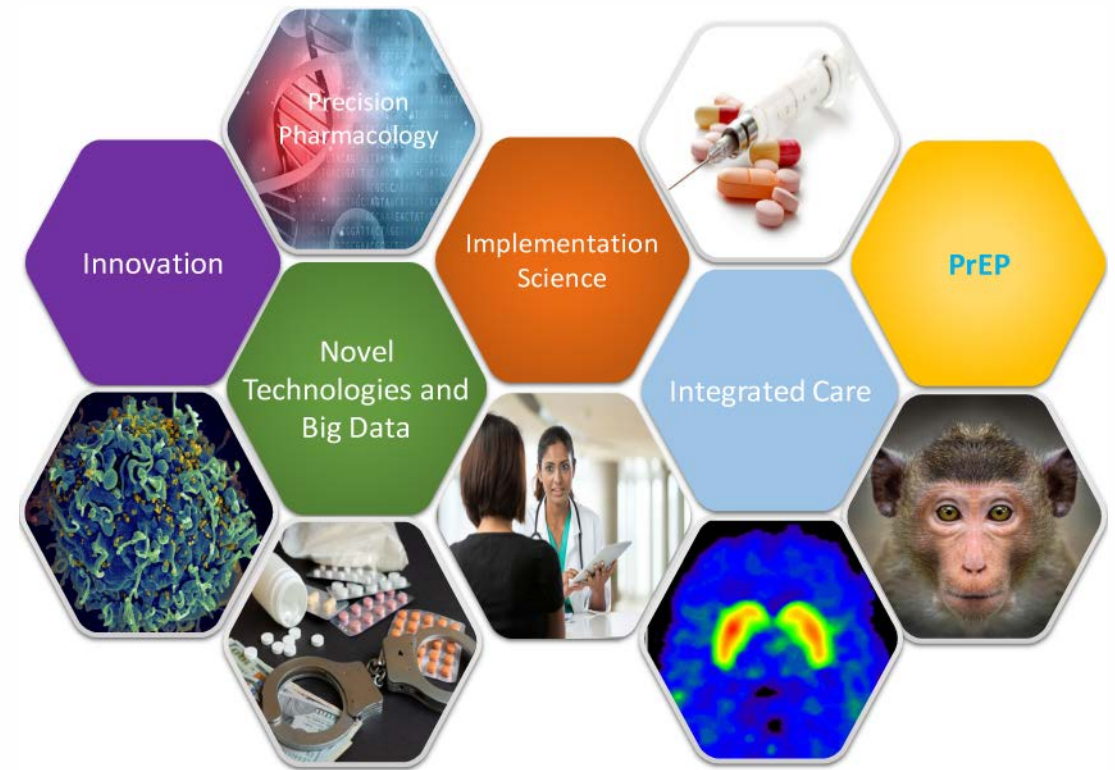 Precision
Pharmacology
Innovation
Implementation
Science
PrEP
Novel
Technologies and
Big Data
Integrated Care